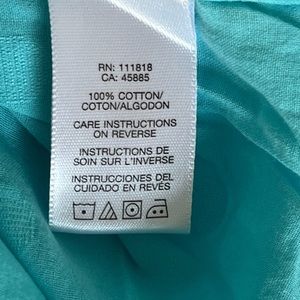 RN: 111818
CA: 45885
100% COTTON/
COTON/ALGODON
CARE INSTRUCTIONS
ON REVERSE
INSTRUCTIONS DE
SOIN SUR L'INVERSE
INSTRUCCIONES DEL
CUIDADO EN REVÉS